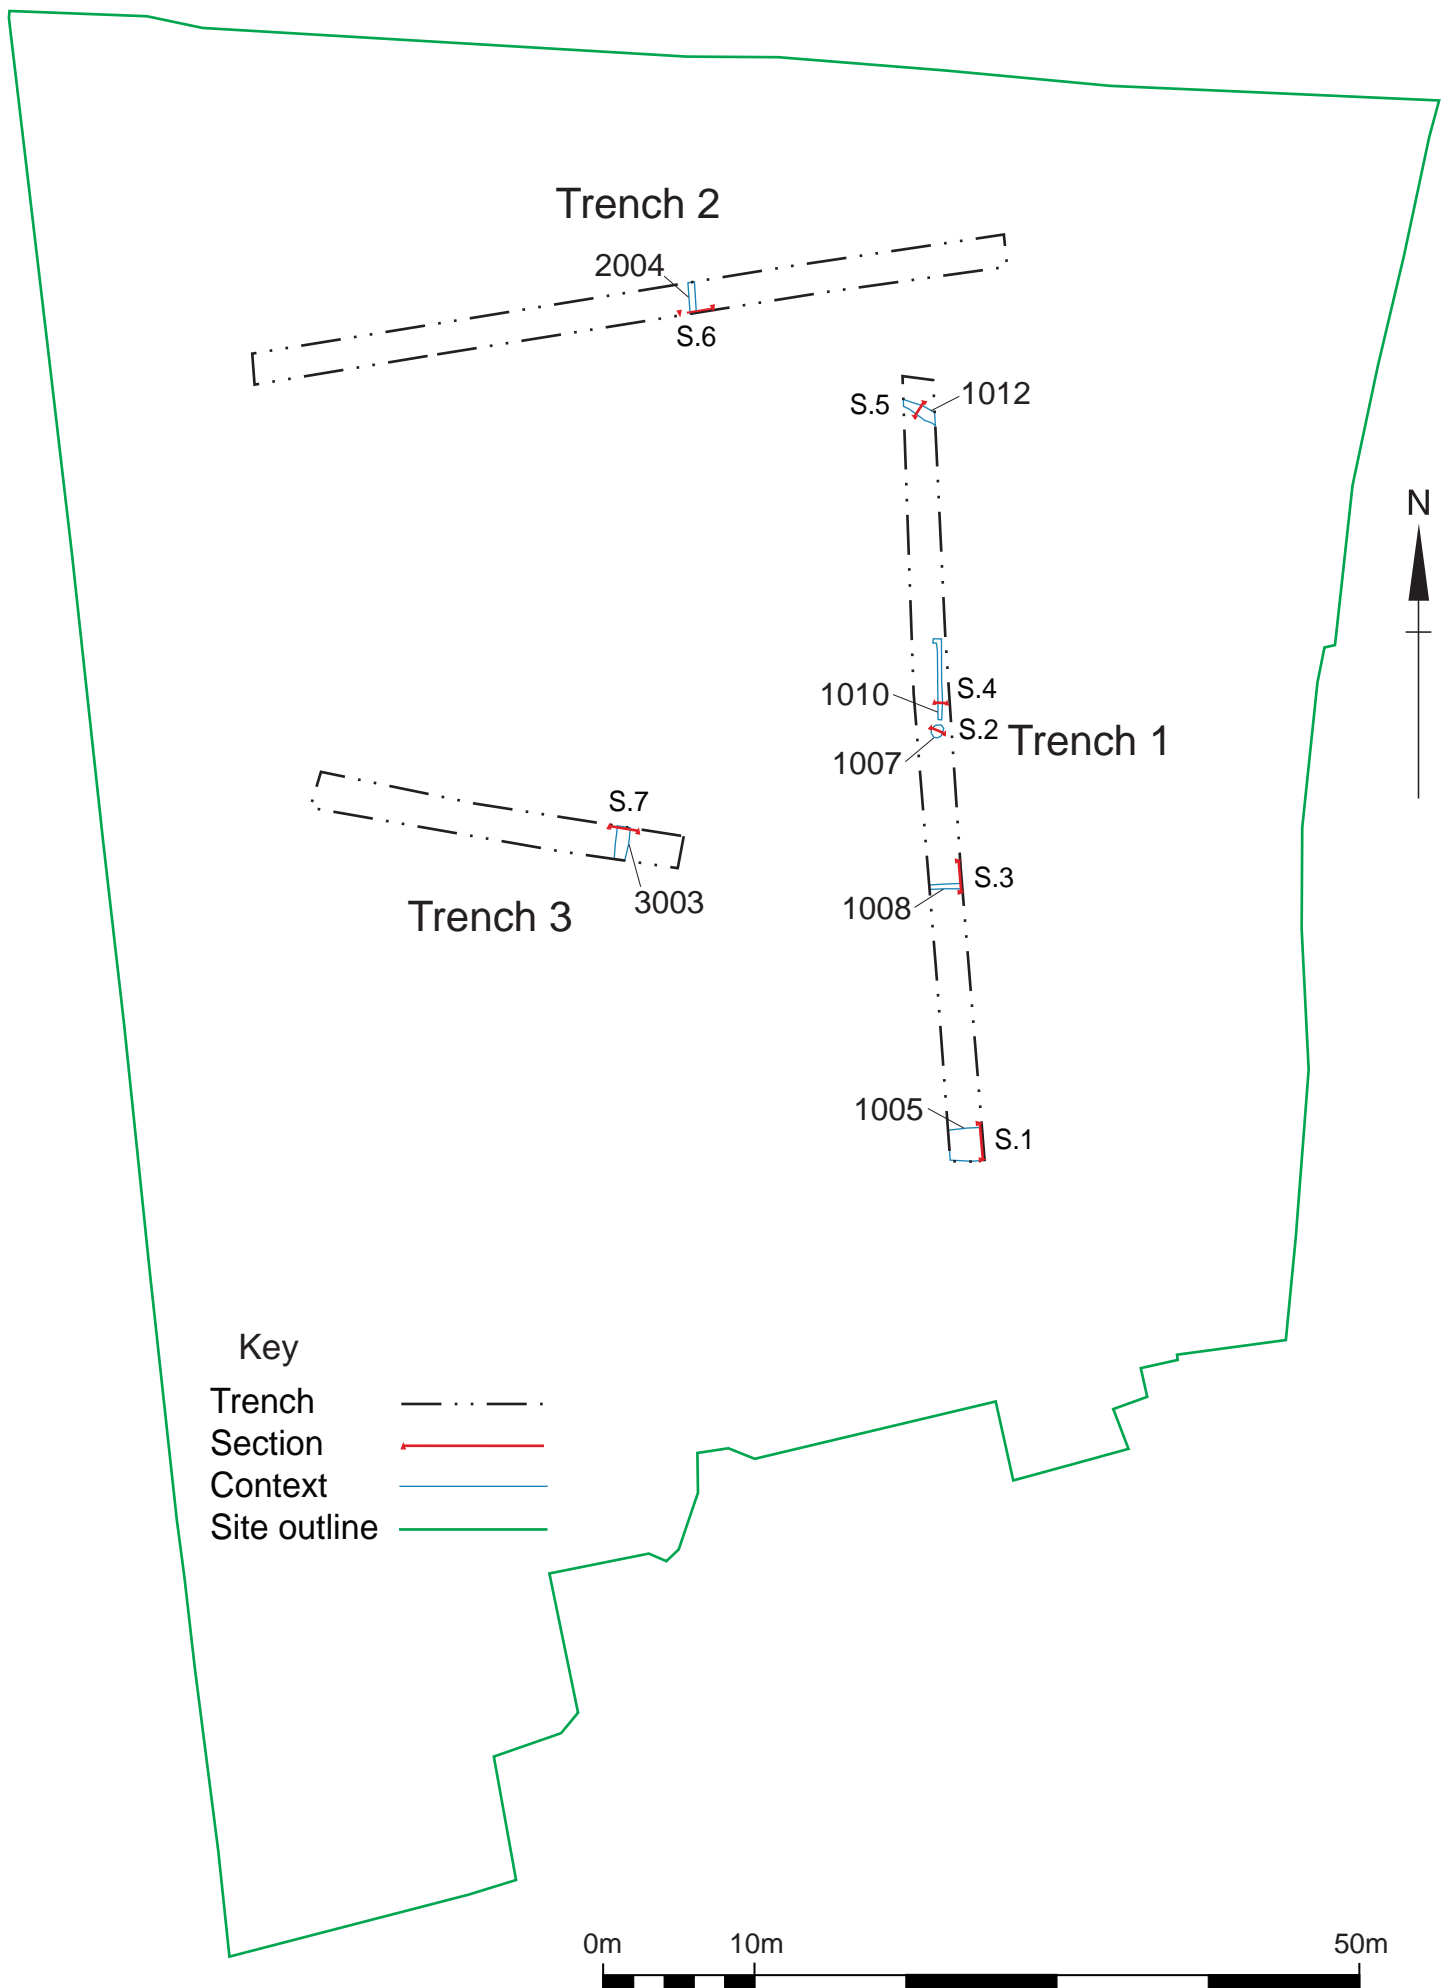 Trench 2
2004
S.6
S.5
1012
N
1010
S.4
S.2
Trench 1
1007
S.7
S.3
3003
1008
Trench 3
1005
S.1
Key
Trench
Section
Context
Site outline
0m
10m
50m